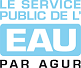 LE SERVICE
PUBLIC DE L'
EAU
PAR AGUR